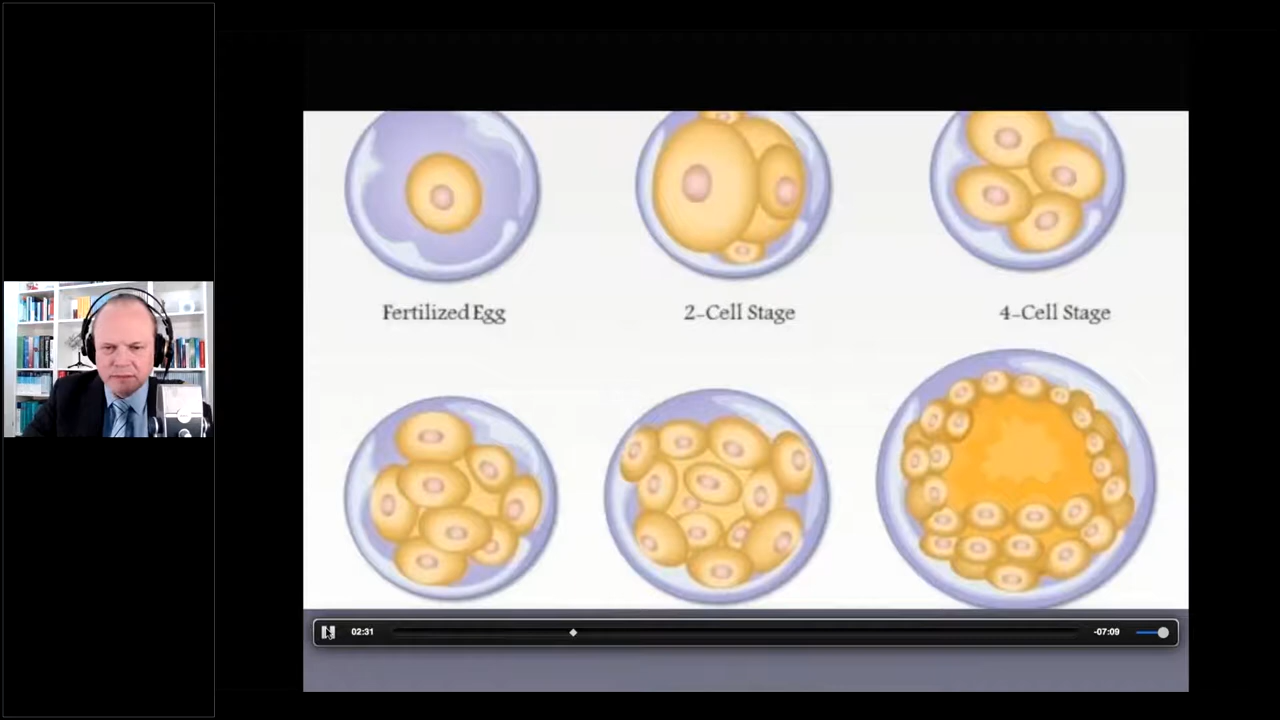 Fertilized Egg
2-Cell Stage
4-Cell Stage
02:31
-07:09